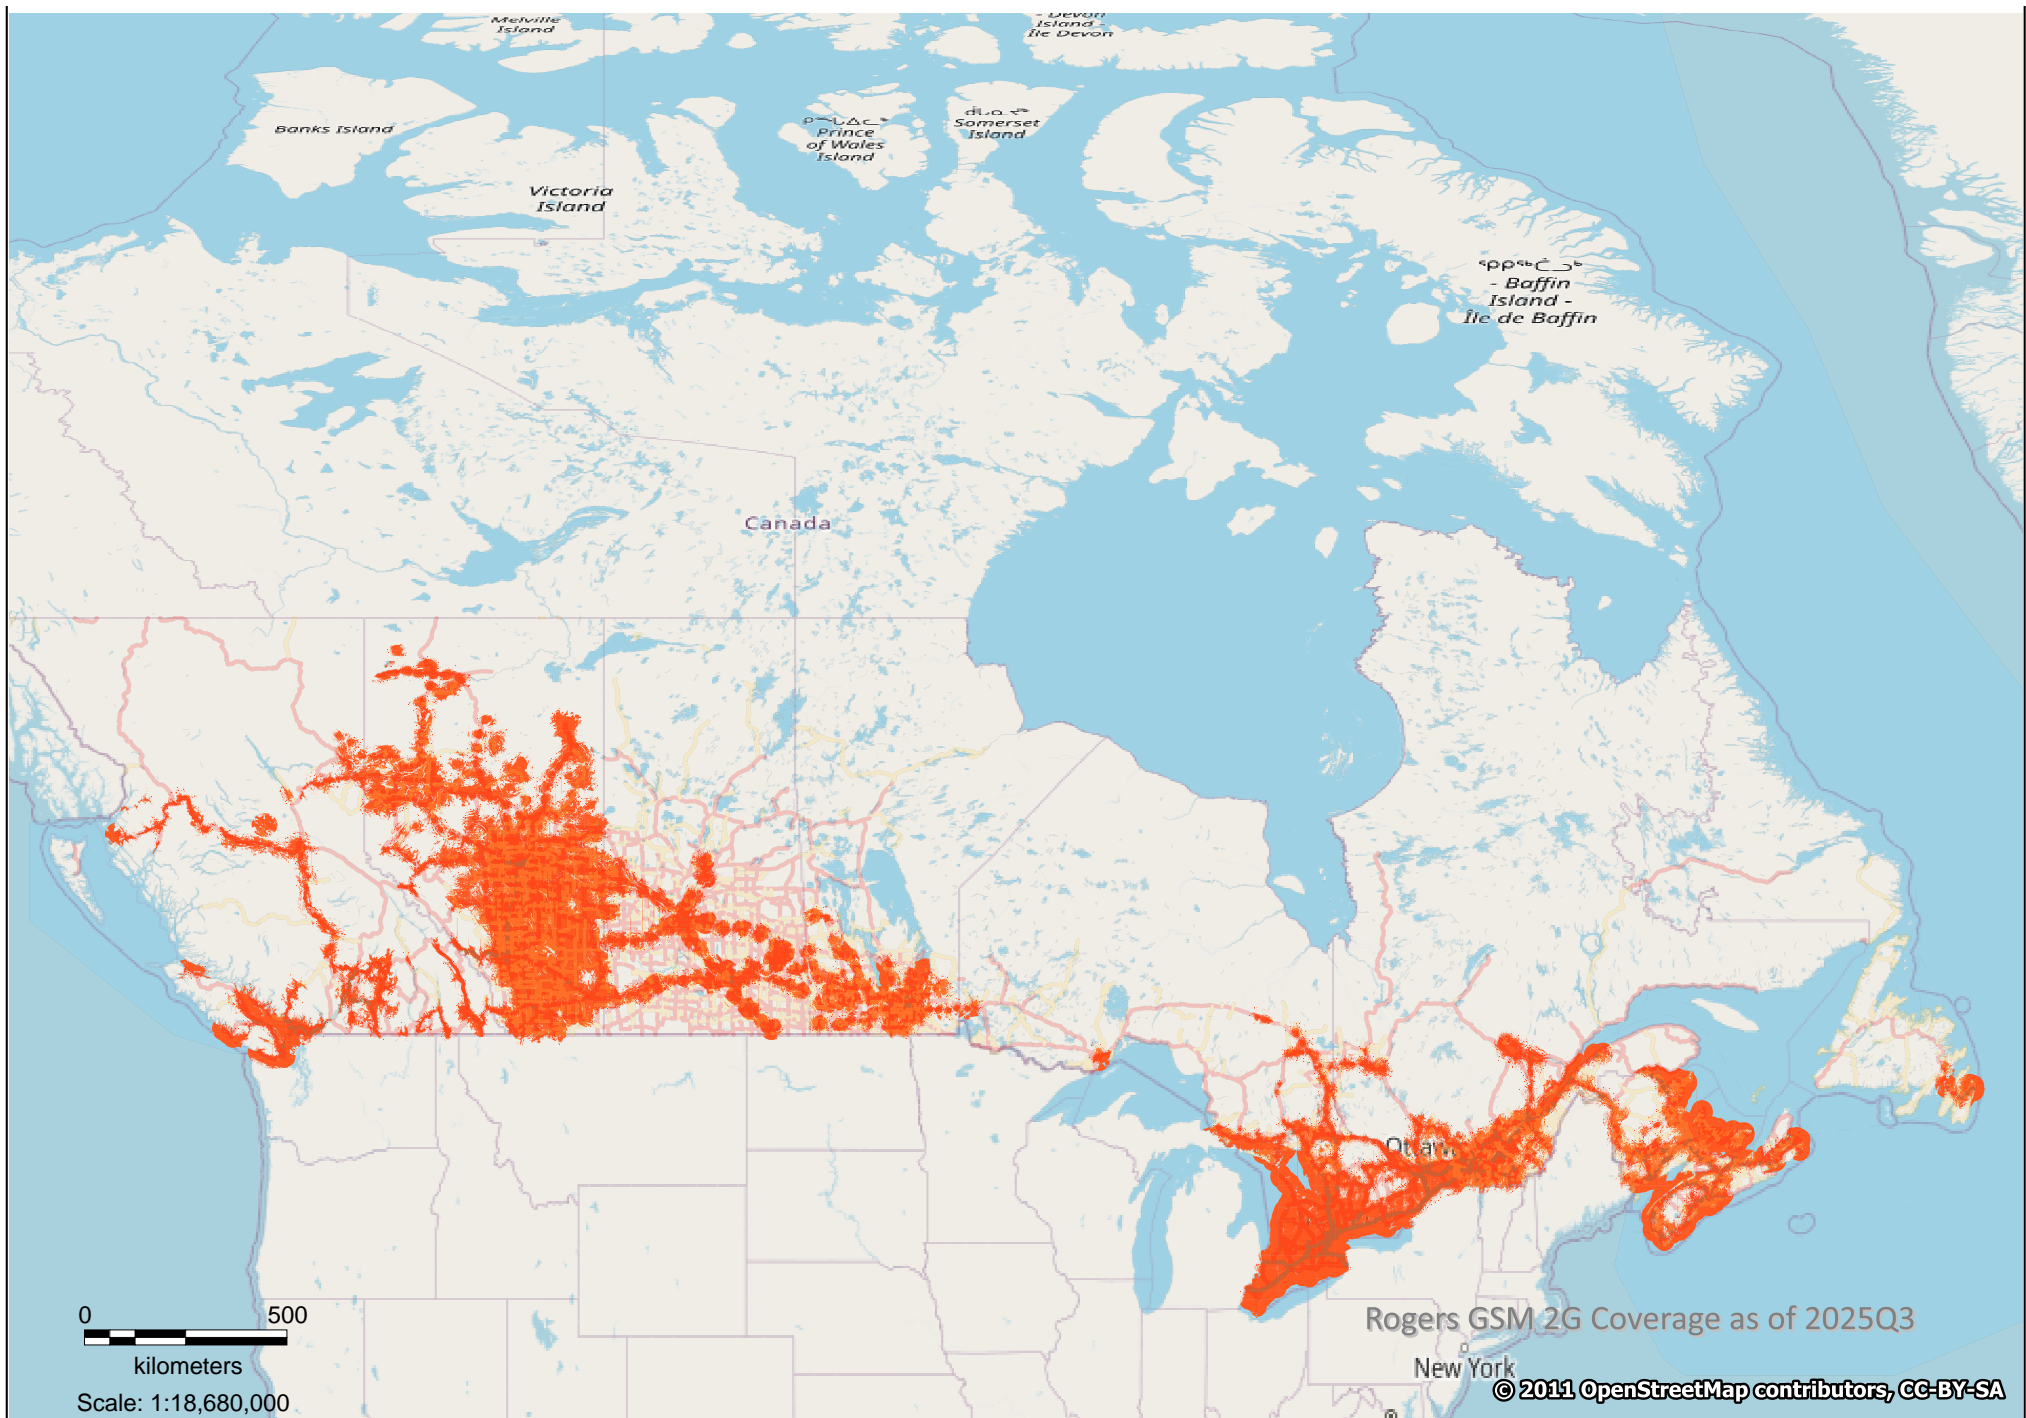 Melville
Island
- Devon
Island -
Île Devon
Banks Island
Prince
of Wales
Island
Somerset
Island
Victoria
Island
- Baffin
Island -
Île de Baffin
Canada
0 500
kilometers
Scale: 1:18,680,000
Rogers GSM 2G Coverage as of 2025Q3
New York
© 2011 OpenStreetMap contributors, CC-BY-SA